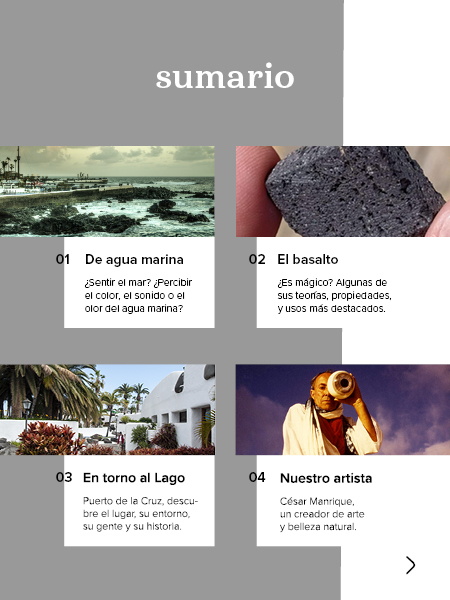 sumario
01 De agua marina
¿Sentir el mar? ¿Percibir
el color, el sonido o el
olor del agua marina?
02 El basalto
¿Es mágico? Algunas de
sus teorías, propiedades,
y usos más destacados.
03 En torno al Lago
Puerto de la Cruz, descu-
bre el lugar, su entorno,
su gente y su historia.
04 Nuestro artista
César Manrique,
un creador de arte
y belleza natural.